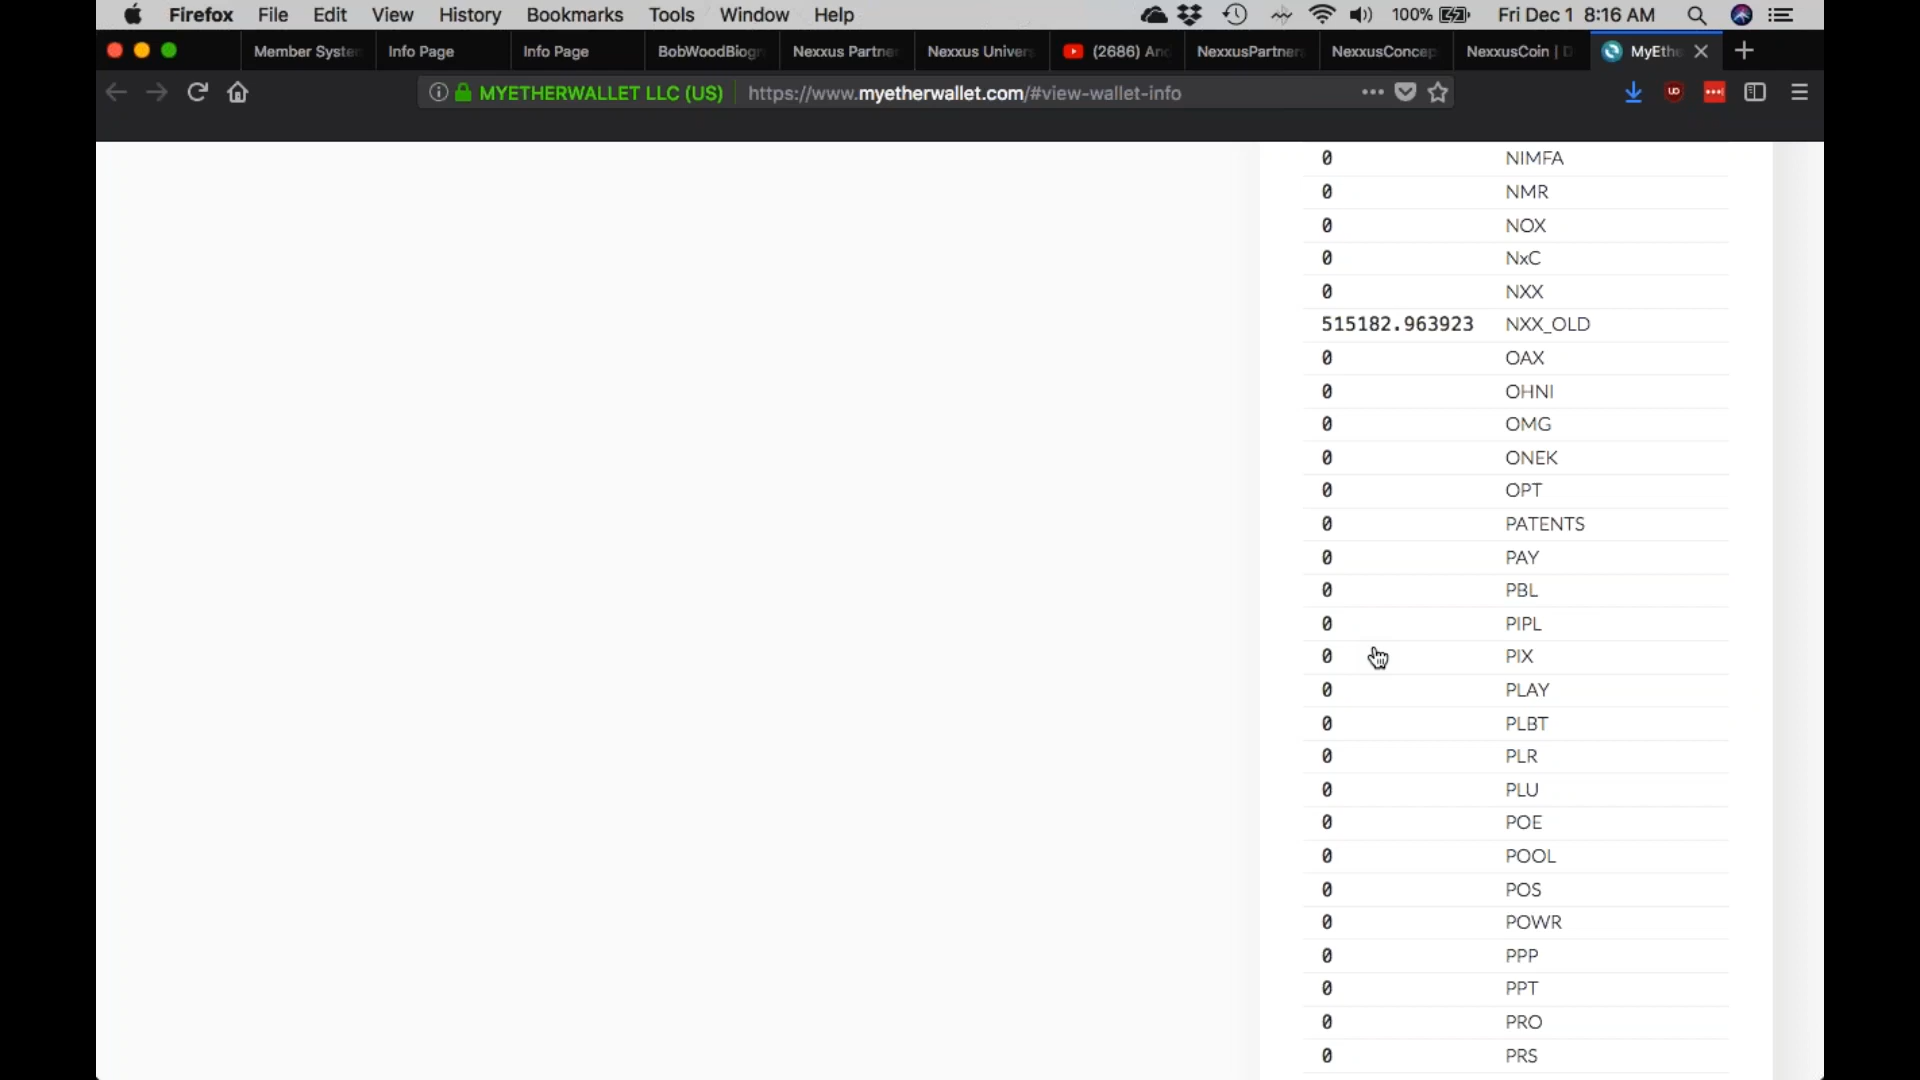 Firefox File Edit View History Bookmarks Tools Window Help 100% Fri Dec 1 8:16 AM
Member Syste Info Page Info Page BobWoodBiogr Nexxus Partne Nexxus Univer (2686) An NexxusPartner NexxusConcep NexxusCoin | D MyEthe
MYETHERWALLET LLC (US) https://www.myetherwallet.com/#view-wallet-info
0 NIMFA
0 NMR
0 NOX
0 NxC
0 NXX
515182.963923 NXX_OLD
0 OAX
0 OHNI
0 OMG
0 ONEK
0 OPT
0 PATENTS
0 PAY
0 PBL
0 PIPL
0 PIX
0 PLAY
0 PLBT
0 PLR
0 PLU
0 POE
0 POOL
0 POS
0 POWR
0 PPP
0 PPT
0 PRO
0 PRS